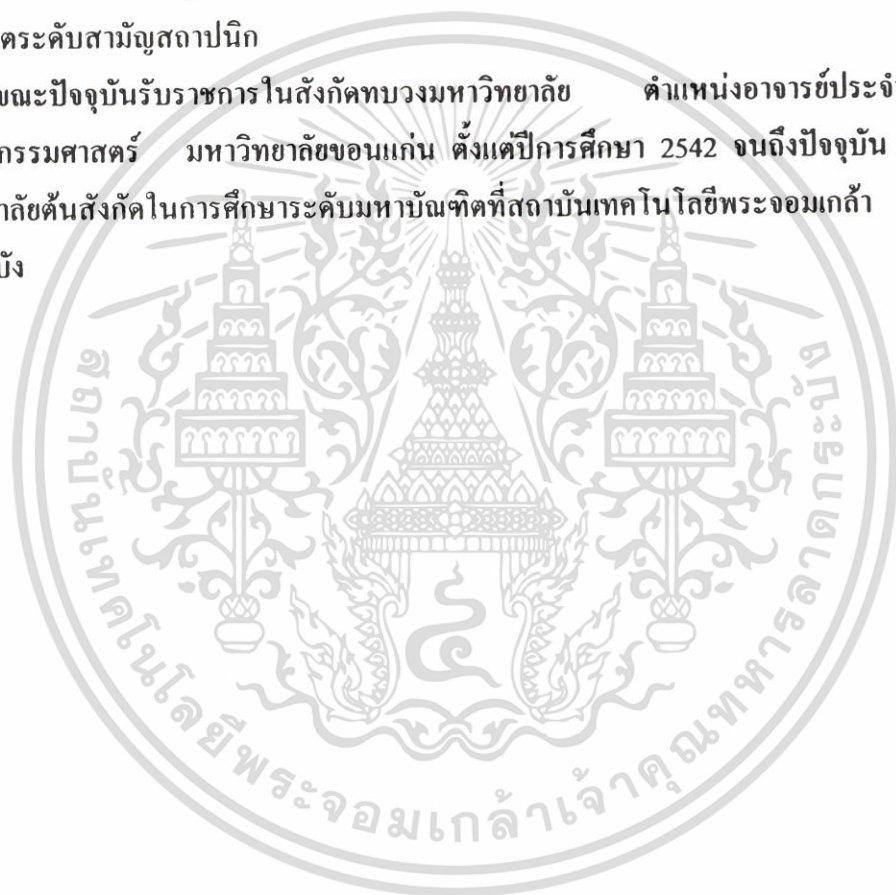 ตระดับสามัญสถาปนิก
ขณะปัจจุบันรับราชการในสังกัดทบวงมหาวิทยาลัย ตำแหน่งอาจารย์ประจำ
กรรมศาสตร์ มหาวิทยาลัยขอนแก่น ตั้งแต่ปีการศึกษา 2542 จนถึงปัจจุบัน
าลัยต้นสังกัดในการศึกษาระดับมหาบัณฑิตที่สถาบันเทคโนโลยีพระจอมเกล้า
บัง
สถาบันเทคโนโลยีพระจอมเกล้าเจ้าคุณทหารลาดกระบัง
๔